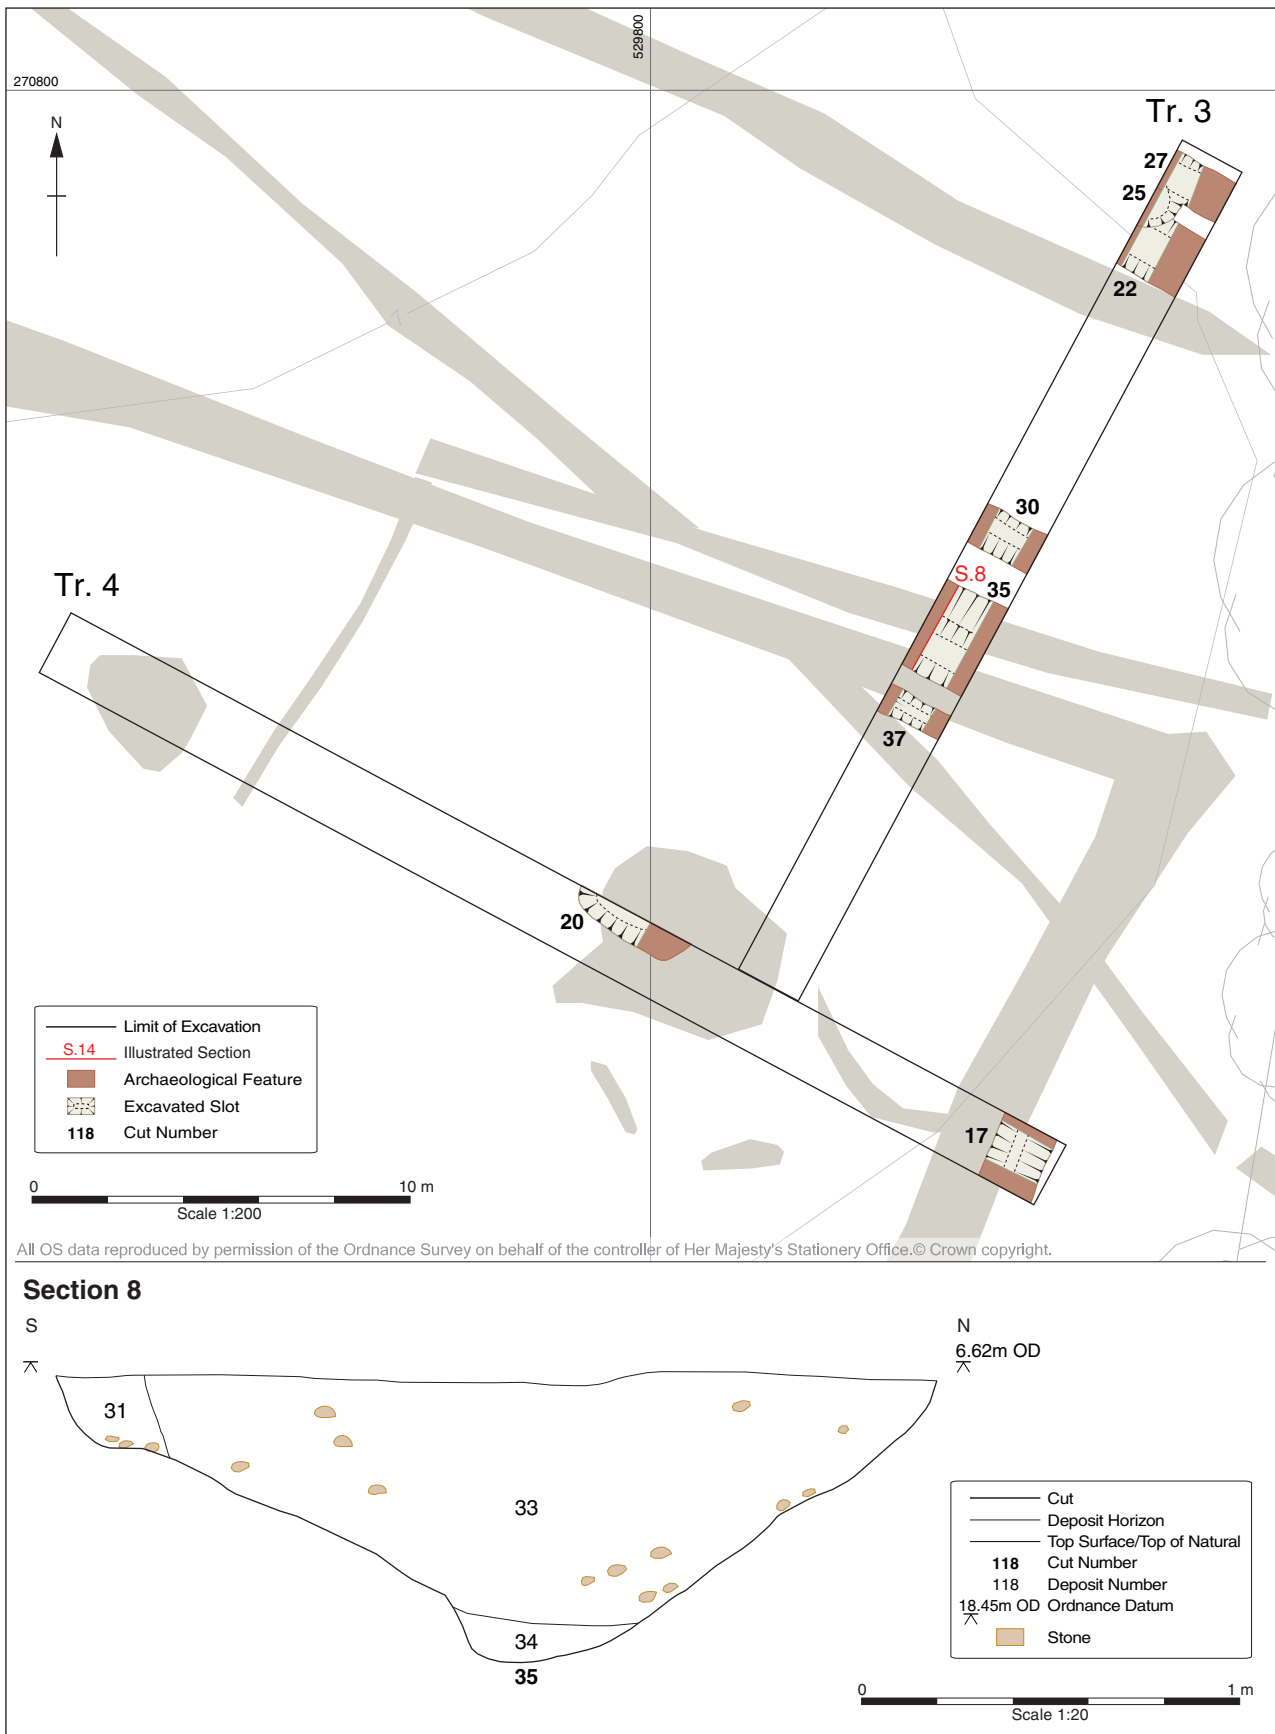 529800
270800
N
Tr. 3
27
25
22
30
S.8
35
37
Tr. 4
20
17
Limit of Excavation
S.14 Illustrated Section
Archaeological Feature
Excavated Slot
118 Cut Number
0 10 m
Scale 1:200
All OS data reproduced by permission of the Ordnance Survey on behalf of the controller of Her Majesty's Stationery Office.© Crown copyright.
Section 8
S N
6.62m OD
31
33
34
35
Cut
Deposit Horizon
Top Surface/Top of Natural
118 Cut Number
118 Deposit Number
18.45m OD Ordnance Datum
Stone
0 1 m
Scale 1:20